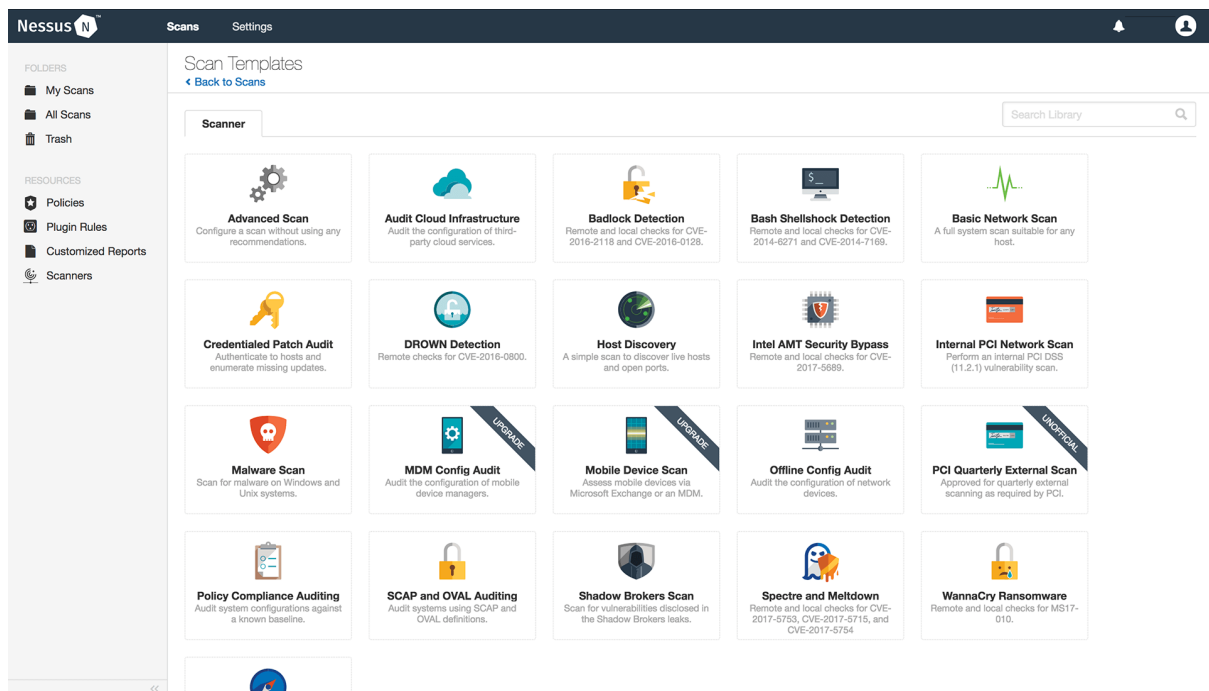 Nessus N ™
Scans Settings
FOLDERS
My Scans
All Scans
Trash
RESOURCES
Policies
Plugin Rules
Customized Reports
Scanners
Scan Templates
Back to Scans
Scanner
Search Library
Advanced Scan
Configure a scan without using any
recommendations.
Audit Cloud Infrastructure
Audit the configuration of third-
party cloud services.
Badlock Detection
Remote and local checks for CVE-
2016-2118 and CVE-2016-0128.
$_
Bash Shellshock Detection
Remote and local checks for CVE-
2014-6271 and CVE-2014-7169.
Basic Network Scan
A full system scan suitable for any
host.
Credentialed Patch Audit
Authenticate to hosts and
enumerate missing updates.
DROWN Detection
Remote checks for CVE-2016-0800.
Host Discovery
A simple scan to discover live hosts
and open ports.
Intel AMT Security Bypass
Remote and local checks for CVE-
2017-5689.
Internal PCI Network Scan
Perform an internal PCI DSS
(11.2.1) vulnerability scan.
Malware Scan
Scan for malware on Windows and
Unix systems.
UPGRADE
MDM Config Audit
Audit the configuration of mobile
device managers.
UPGRADE
Mobile Device Scan
Assess mobile devices via
Microsoft Exchange or an MDM.
Offline Config Audit
Audit the configuration of network
devices.
UNOFFICIAL
PCI Quarterly External Scan
Approved for quarterly external
scanning as required by PCI.
Policy Compliance Auditing
Audit system configurations against
a known baseline.
SCAP and OVAL Auditing
Audit systems using SCAP and
OVAL definitions.
Shadow Brokers Scan
Scan for vulnerabilities disclosed in
the Shadow Brokers leaks.
Spectre and Meltdown
Remote and local checks for CVE-
2017-5753, CVE-2017-5715, and
CVE-2017-5754
WannaCry Ransomware
Remote and local checks for MS17-
010.